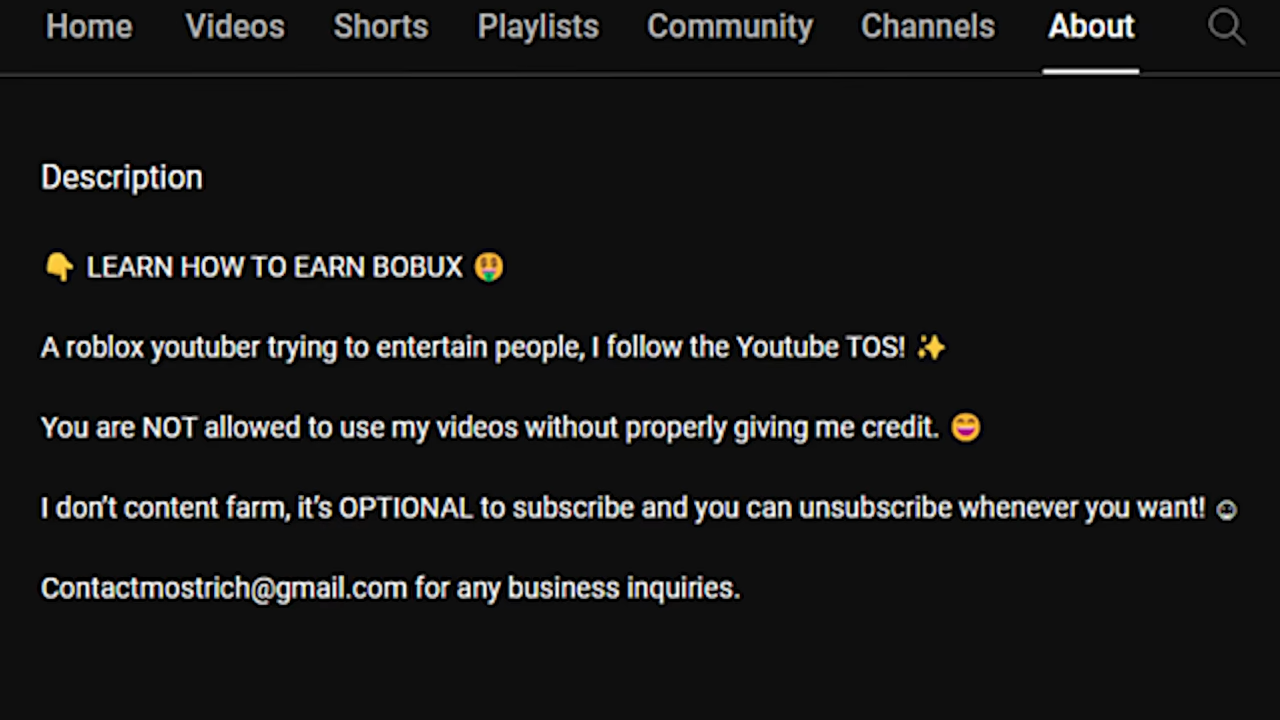 Home Videos Shorts Playlists Community Channels About
Description
👇 LEARN HOW TO EARN BOBUX 🤑
A roblox youtuber trying to entertain people, I follow the Youtube TOS! ✨
You are NOT allowed to use my videos without properly giving me credit. 😄
I don’t content farm, it’s OPTIONAL to subscribe and you can unsubscribe whenever you want! ☺
Contactmostrich@gmail.com for any business inquiries.